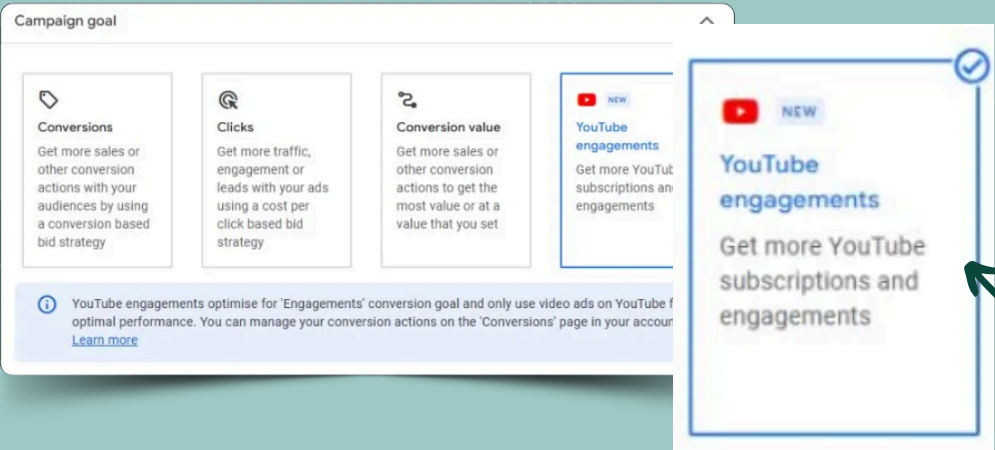 Campaign goal
Conversions
Get more sales or
other conversion
actions with your
audiences by using
a conversion based
bid strategy
Clicks
Get more traffic,
engagement or
leads with your ads
using a cost per
click based bid
strategy
Conversion value
Get more sales or
other conversion
actions to get the
most value or at a
value that you set
NEW
YouTube
engagements
Get more
subscriptions
engagements
YouTube engagements optimise for 'Engagements' conversion goal and only use video ads on YouTube
optimal performance. You can manage your conversion actions on the 'Conversions' page in your
Learn more
NEW
YouTube
engagements
Get more YouTube
subscriptions and
engagements